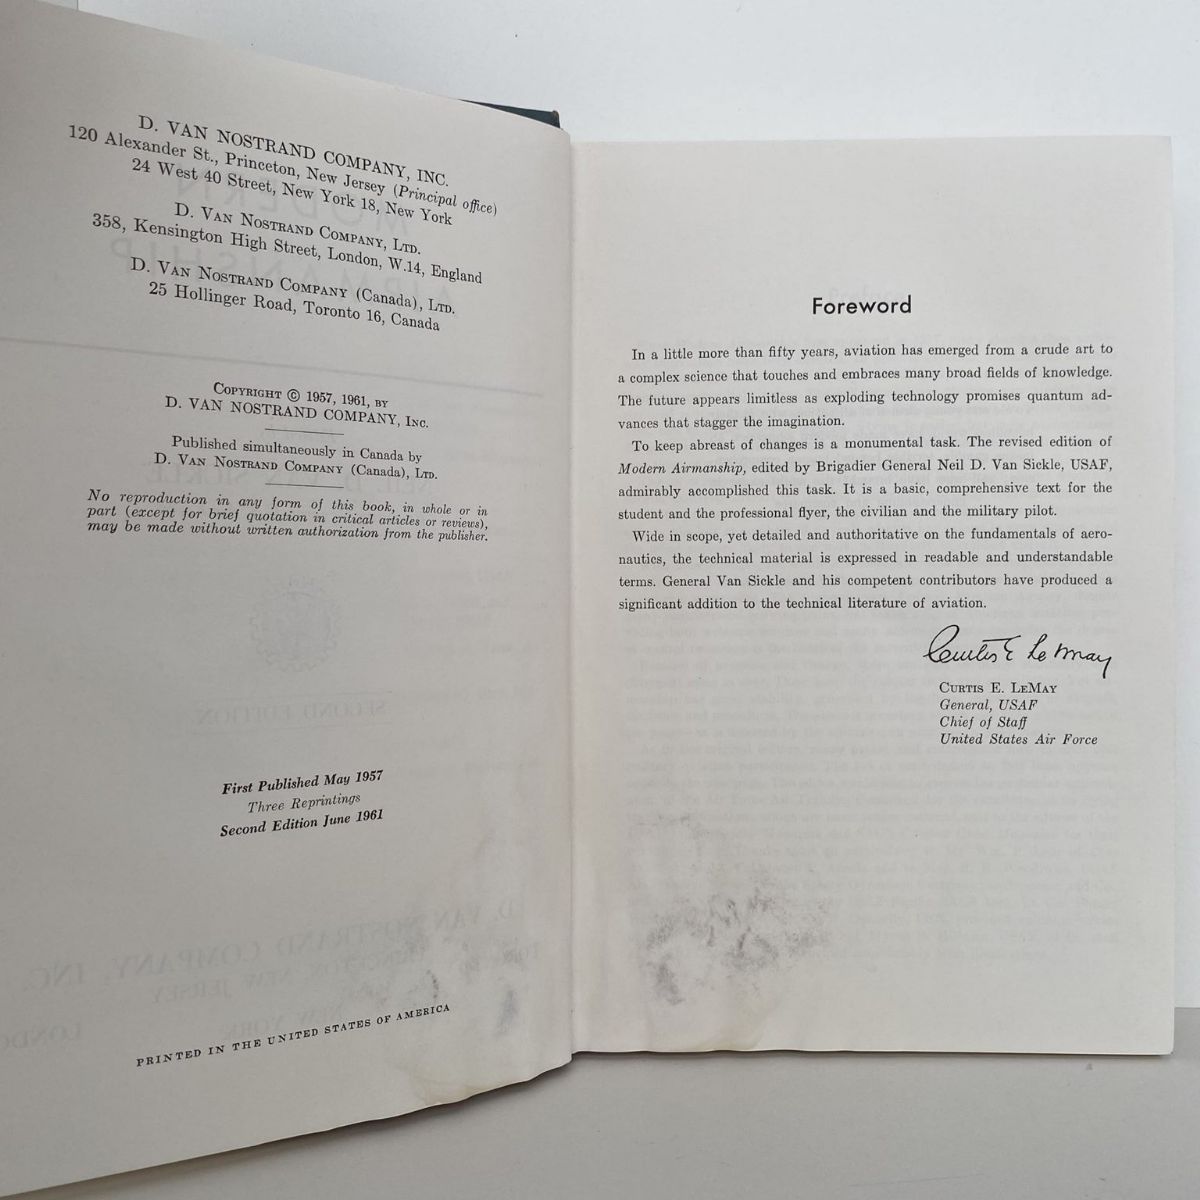 D. VAN NOSTRAND COMPANY, INC.
120 Alexander St., Princeton, New Jersey (Principal office)
24 West 40 Street, New York 18, New York
D. VAN NOSTRAND COMPANY, LTD.
358, Kensington High Street, London, W.14, England
D. VAN NOSTRAND COMPANY (Canada), LTD.
25 Hollinger Road, Toronto 16, Canada
COPYRIGHT © 1957, 1961, BY
D. VAN NOSTRAND COMPANY, INC.
Published simultaneously in Canada by
D. VAN NOSTRAND COMPANY (Canada), LTD.
No reproduction in any form of this book, in whole or in
part (except for brief quotation in critical articles or reviews),
may be made without written authorization from the publisher.
First Published May 1957
Three Reprintings
Second Edition June 1961
PRINTED IN THE UNITED STATES OF AMERICA
Foreword
In a little more than fifty years, aviation has emerged from a crude art to
a complex science that touches and embraces many broad fields of knowledge.
The future appears limitless as exploding technology promises quantum ad-
vances that stagger the imagination.
To keep abreast of changes is a monumental task. The revised edition of
Modern Airmanship, edited by Brigadier General Neil D. Van Sickle, USAF,
admirably accomplished this task. It is a basic, comprehensive text for the
student and the professional flyer, the civilian and the military pilot.
Wide in scope, yet detailed and authoritative on the fundamentals of aero-
nautics, the technical material is expressed in readable and understandable
terms. General Van Sickle and his competent contributors have produced a
significant addition to the technical literature of aviation.
Curtis E LeMay
CURTIS E. LEMAY
General, USAF
Chief of Staff
United States Air Force